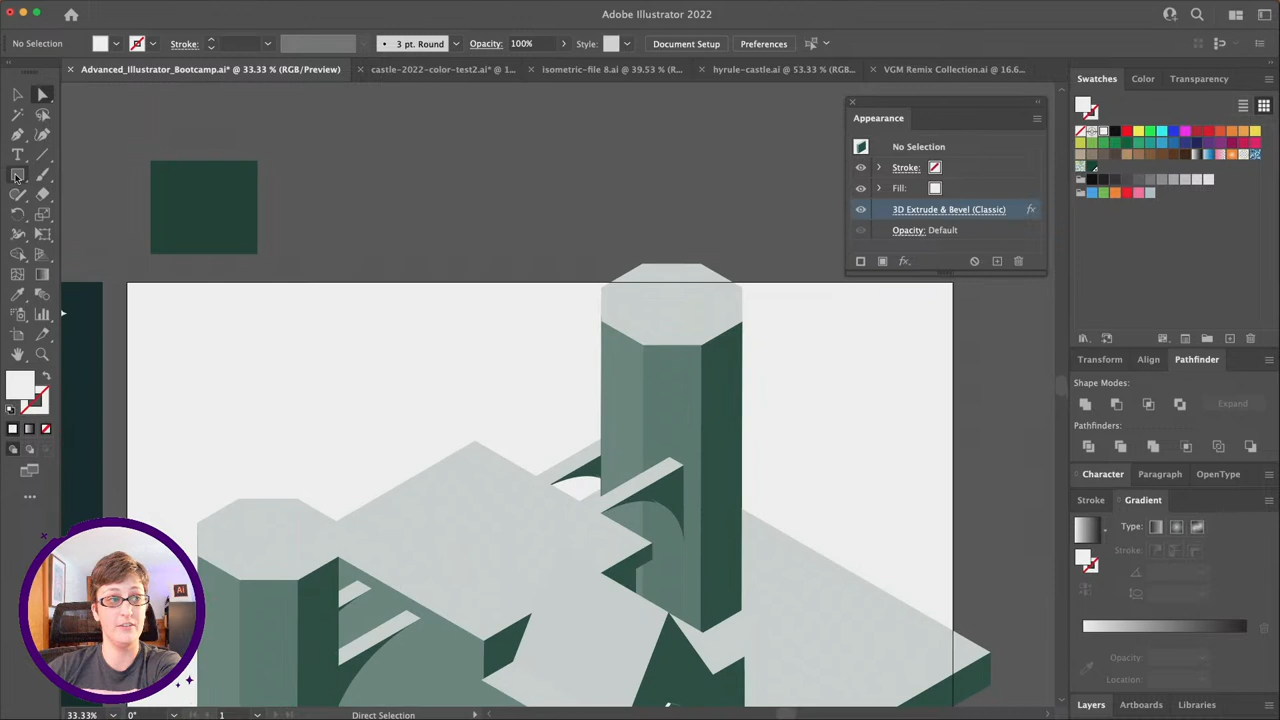 Adobe Illustrator 2022
No Selection
Stroke:
3 pt. Round
Opacity:
100%
Style:
Document Setup
Preferences
Advanced_Illustrator_Bootcamp.ai* @ 33.33 % (RGB/Preview)
castle-2022-color-test2.ai* @ 1...
isometric-file 8.ai @ 39.53 % (R...
hyrule-castle.ai @ 53.33 % (RGB...
VGM Remix Collection.ai @ 16.6...
Swatches
Color
Transparency
Appearance
No Selection
Stroke:
Fill:
3D Extrude & Bevel (Classic)
fx
Opacity: Default
fx
Transform
Align
Pathfinder
Shape Modes:
Expand
Pathfinders:
Character
Paragraph
OpenType
Stroke
Gradient
Type:
Stroke:
Opacity:
Location:
Layers
Artboards
Libraries
Ai
33.33%
0°
1
Direct Selection